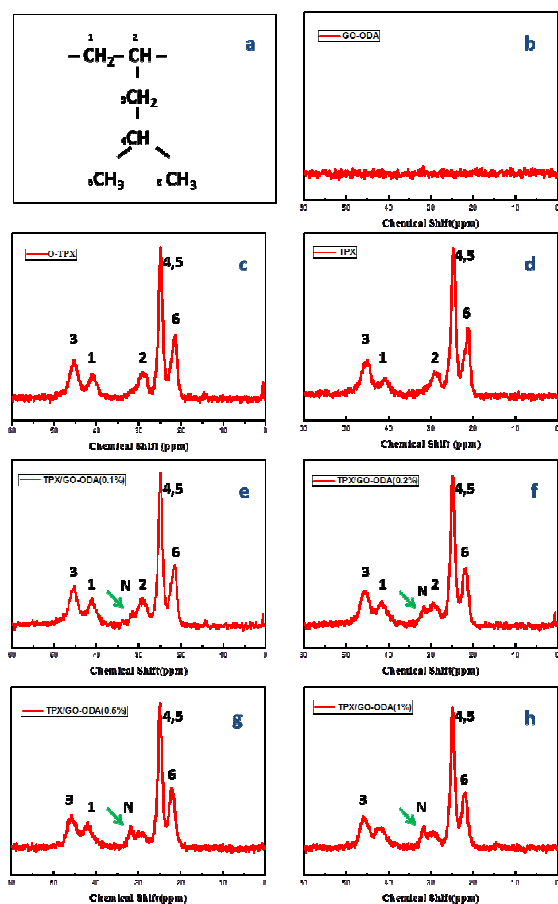 a
1 2
– CH₂– CH –
₃CH₂
₄CH
₅CH₃ CH₃
GO-ODA
b
Chemical Shift(ppm)
O-TPX
c
4,5
6
3
1
2
Chemical Shift (ppm)
TPX
d
4,5
6
3
1
2
Chemical Shift (ppm)
TPX/GO-ODA(0.1%)
e
4,5
6
3
1
N
2
Chemical Shift(ppm)
TPX/GO-ODA(0.2%)
f
4,5
6
3
1
N
2
Chemical Shift(ppm)
TPX/GO-ODA(0.5%)
g
4,5
6
3
1
N
Chemical Shift(ppm)
TPX/GO-ODA(1%)
h
4,5
6
3
N
Chemical Shift(ppm)